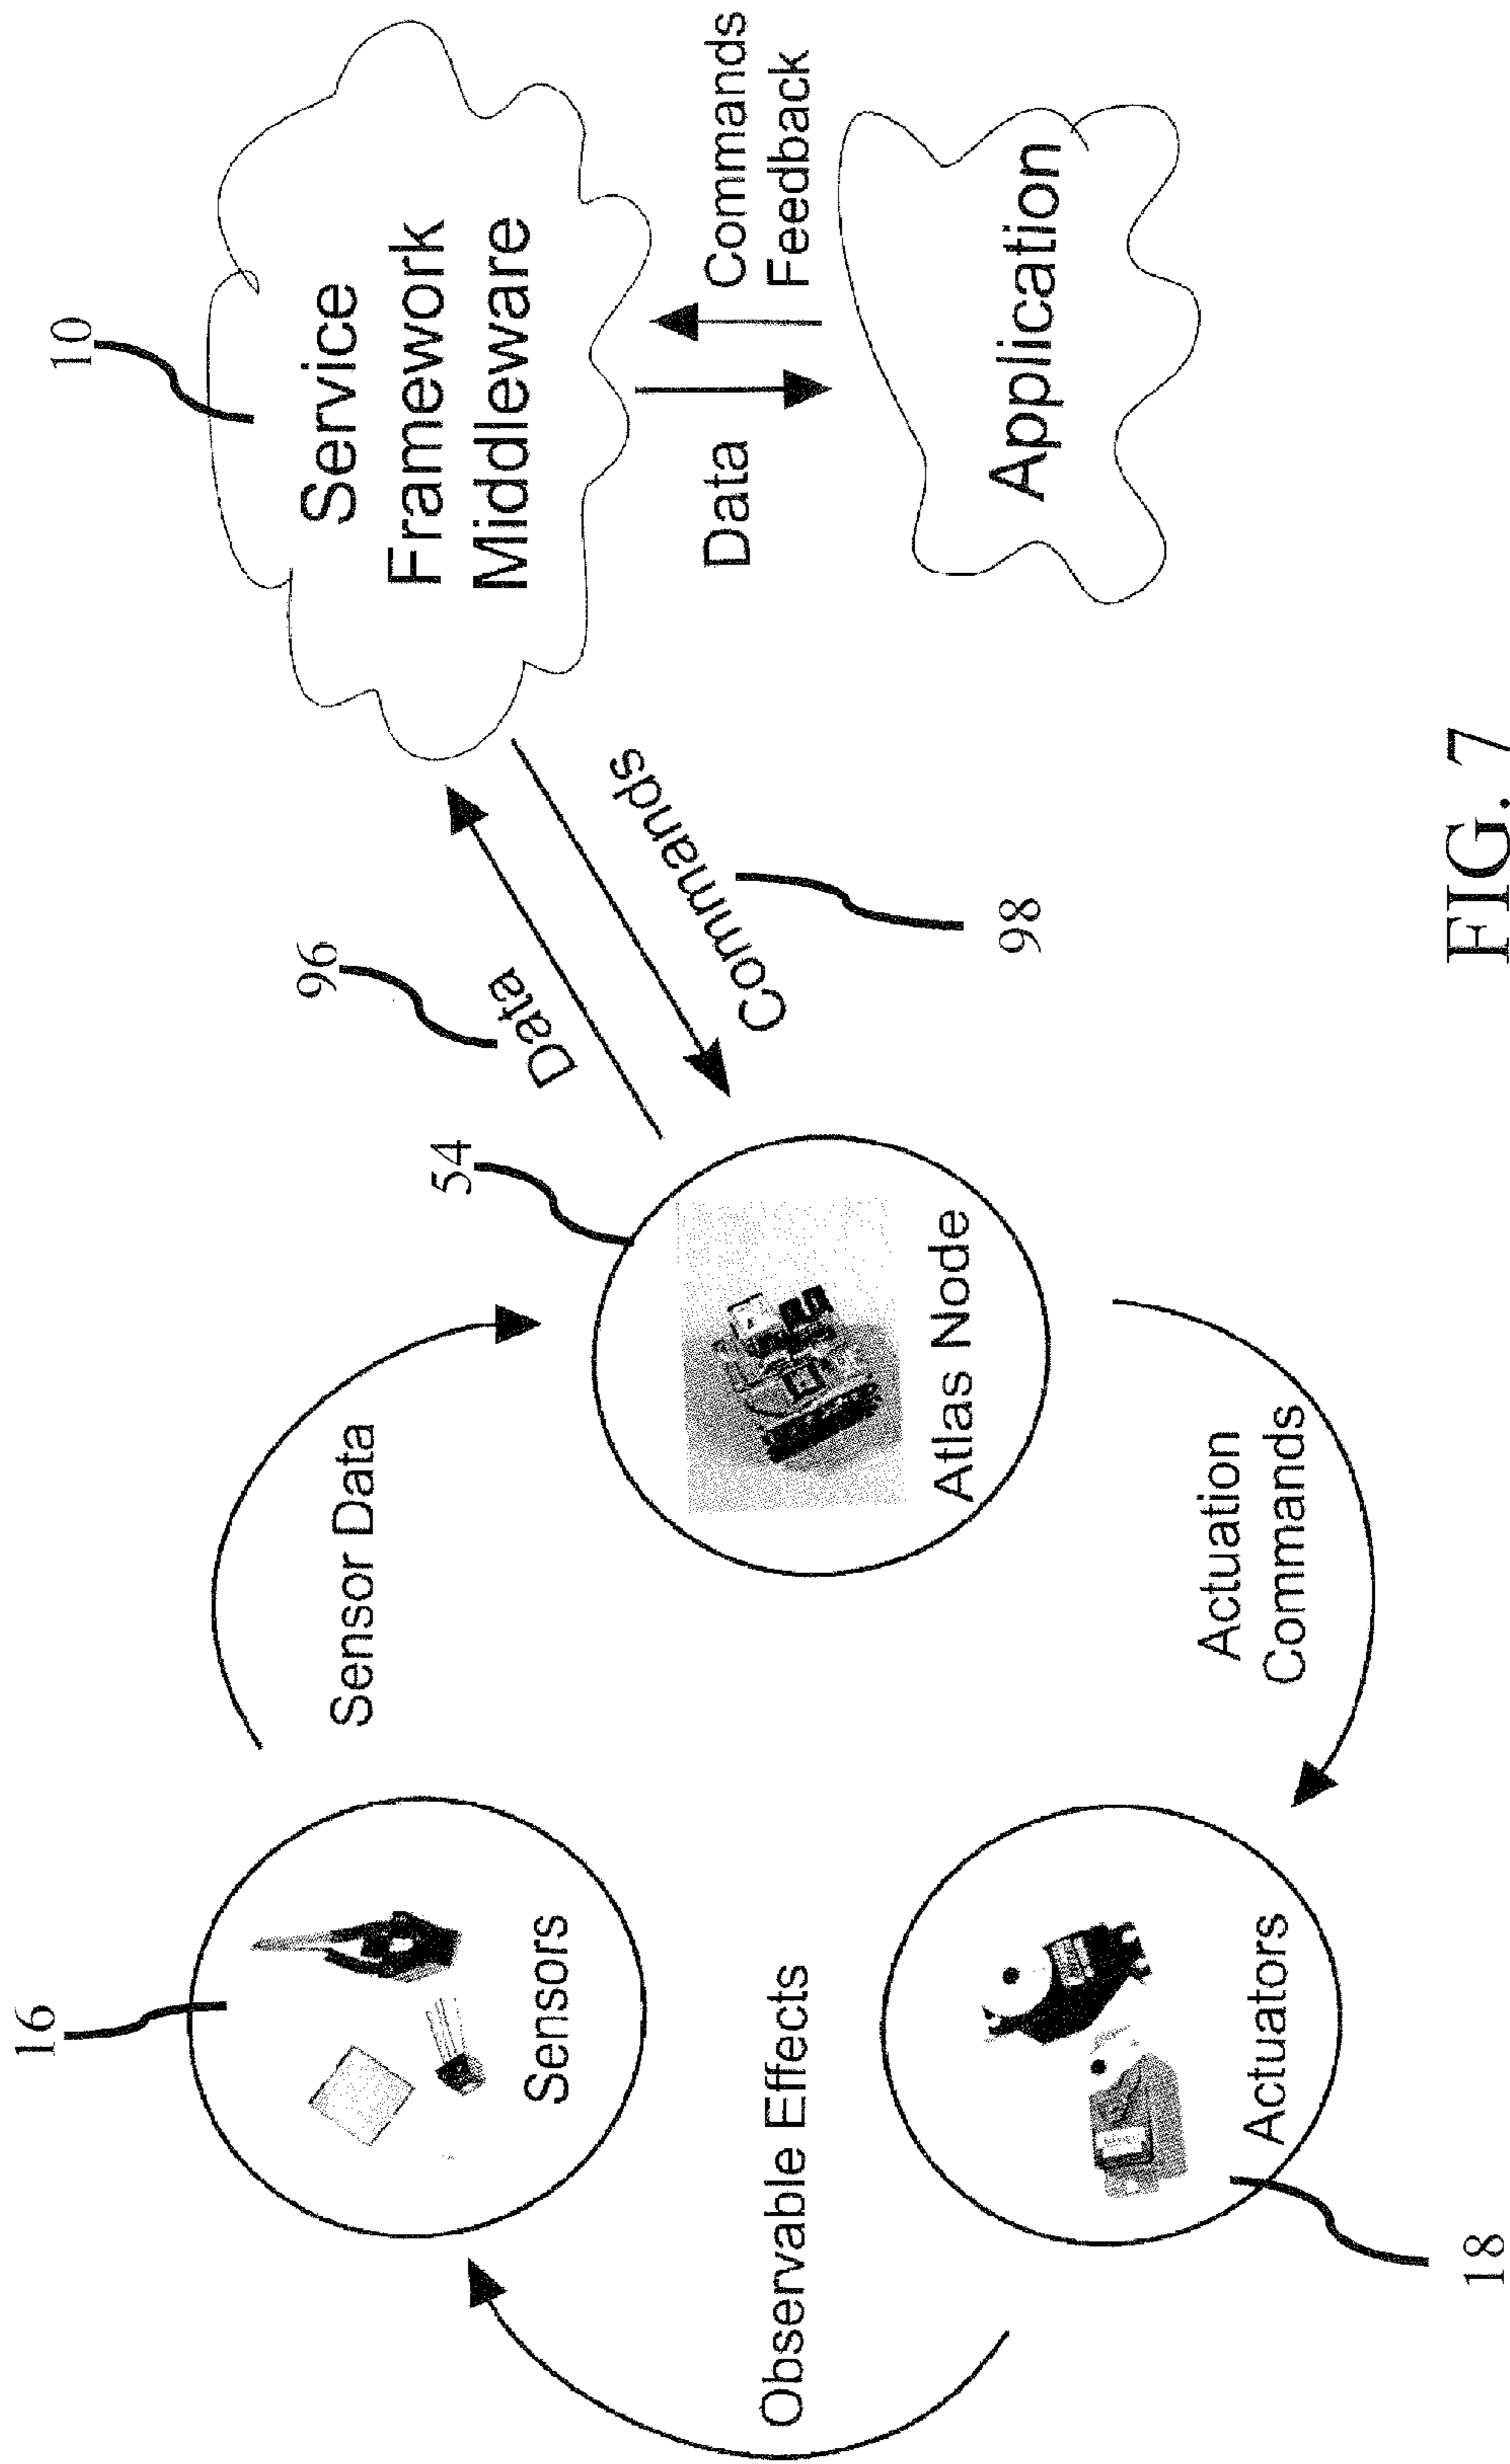 10
Service
Framework
Middleware
Data
Commands
Feedback
Application
96
Data
Commands
98
54
Atlas Node
Sensor Data
Actuation
Commands
16
Sensors
Observable Effects
Actuators
18
FIG. 7